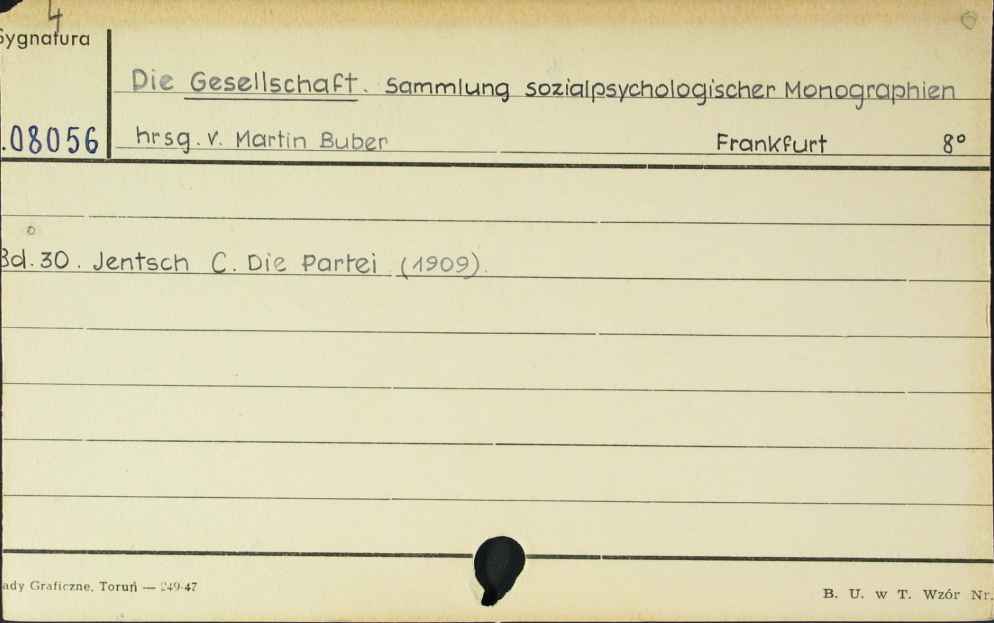 4
Sygnatura
Die Gesellschaft. Sammlung sozialpsychologischer Monographien
.08056
hrsg. v. Martin Buber Frankfurt 8°
Bd. 30. Jentsch C. Die Partei (1909).
ady Graficzne, Toruń — 249-47
B. U. w T. Wzór Nr.